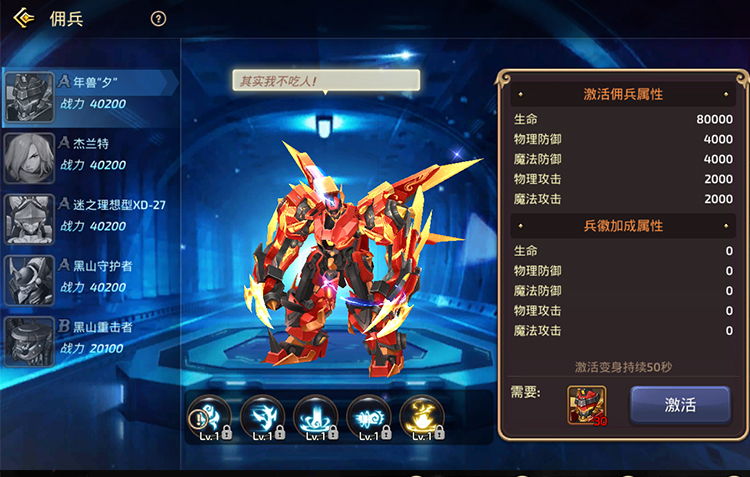 佣兵 ?
A 年兽"夕"
战力 40200
A 杰兰特
战力 40200
A 迷之理想型XD-27
战力 40200
A 黑山守护者
战力 40200
B 黑山重击者
战力 20100
其实我不吃人!
Lv.1 Lv.1 Lv.1 Lv.1 Lv.1
激活佣兵属性
生命 80000
物理防御 4000
魔法防御 4000
物理攻击 2000
魔法攻击 2000
兵徽加成属性
生命 0
物理防御 0
魔法防御 0
物理攻击 0
魔法攻击 0
激活变身持续50秒
需要: 30 激活